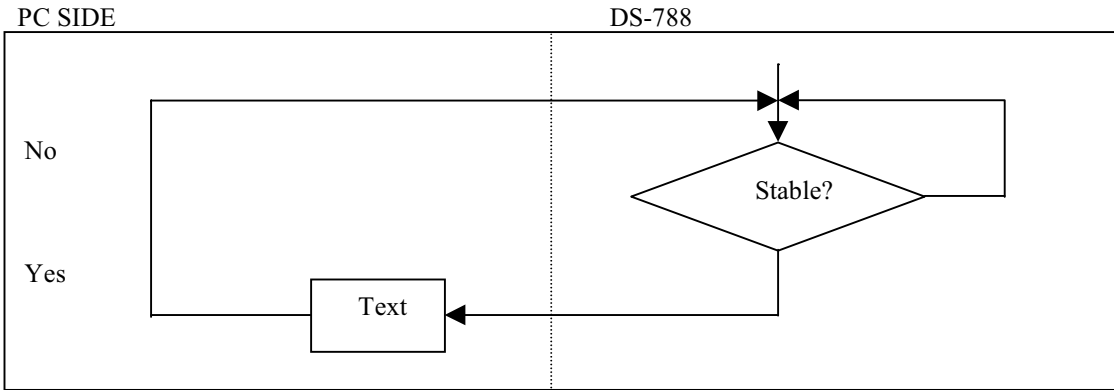 PC SIDE DS-788
No
Stable?
Yes
Text